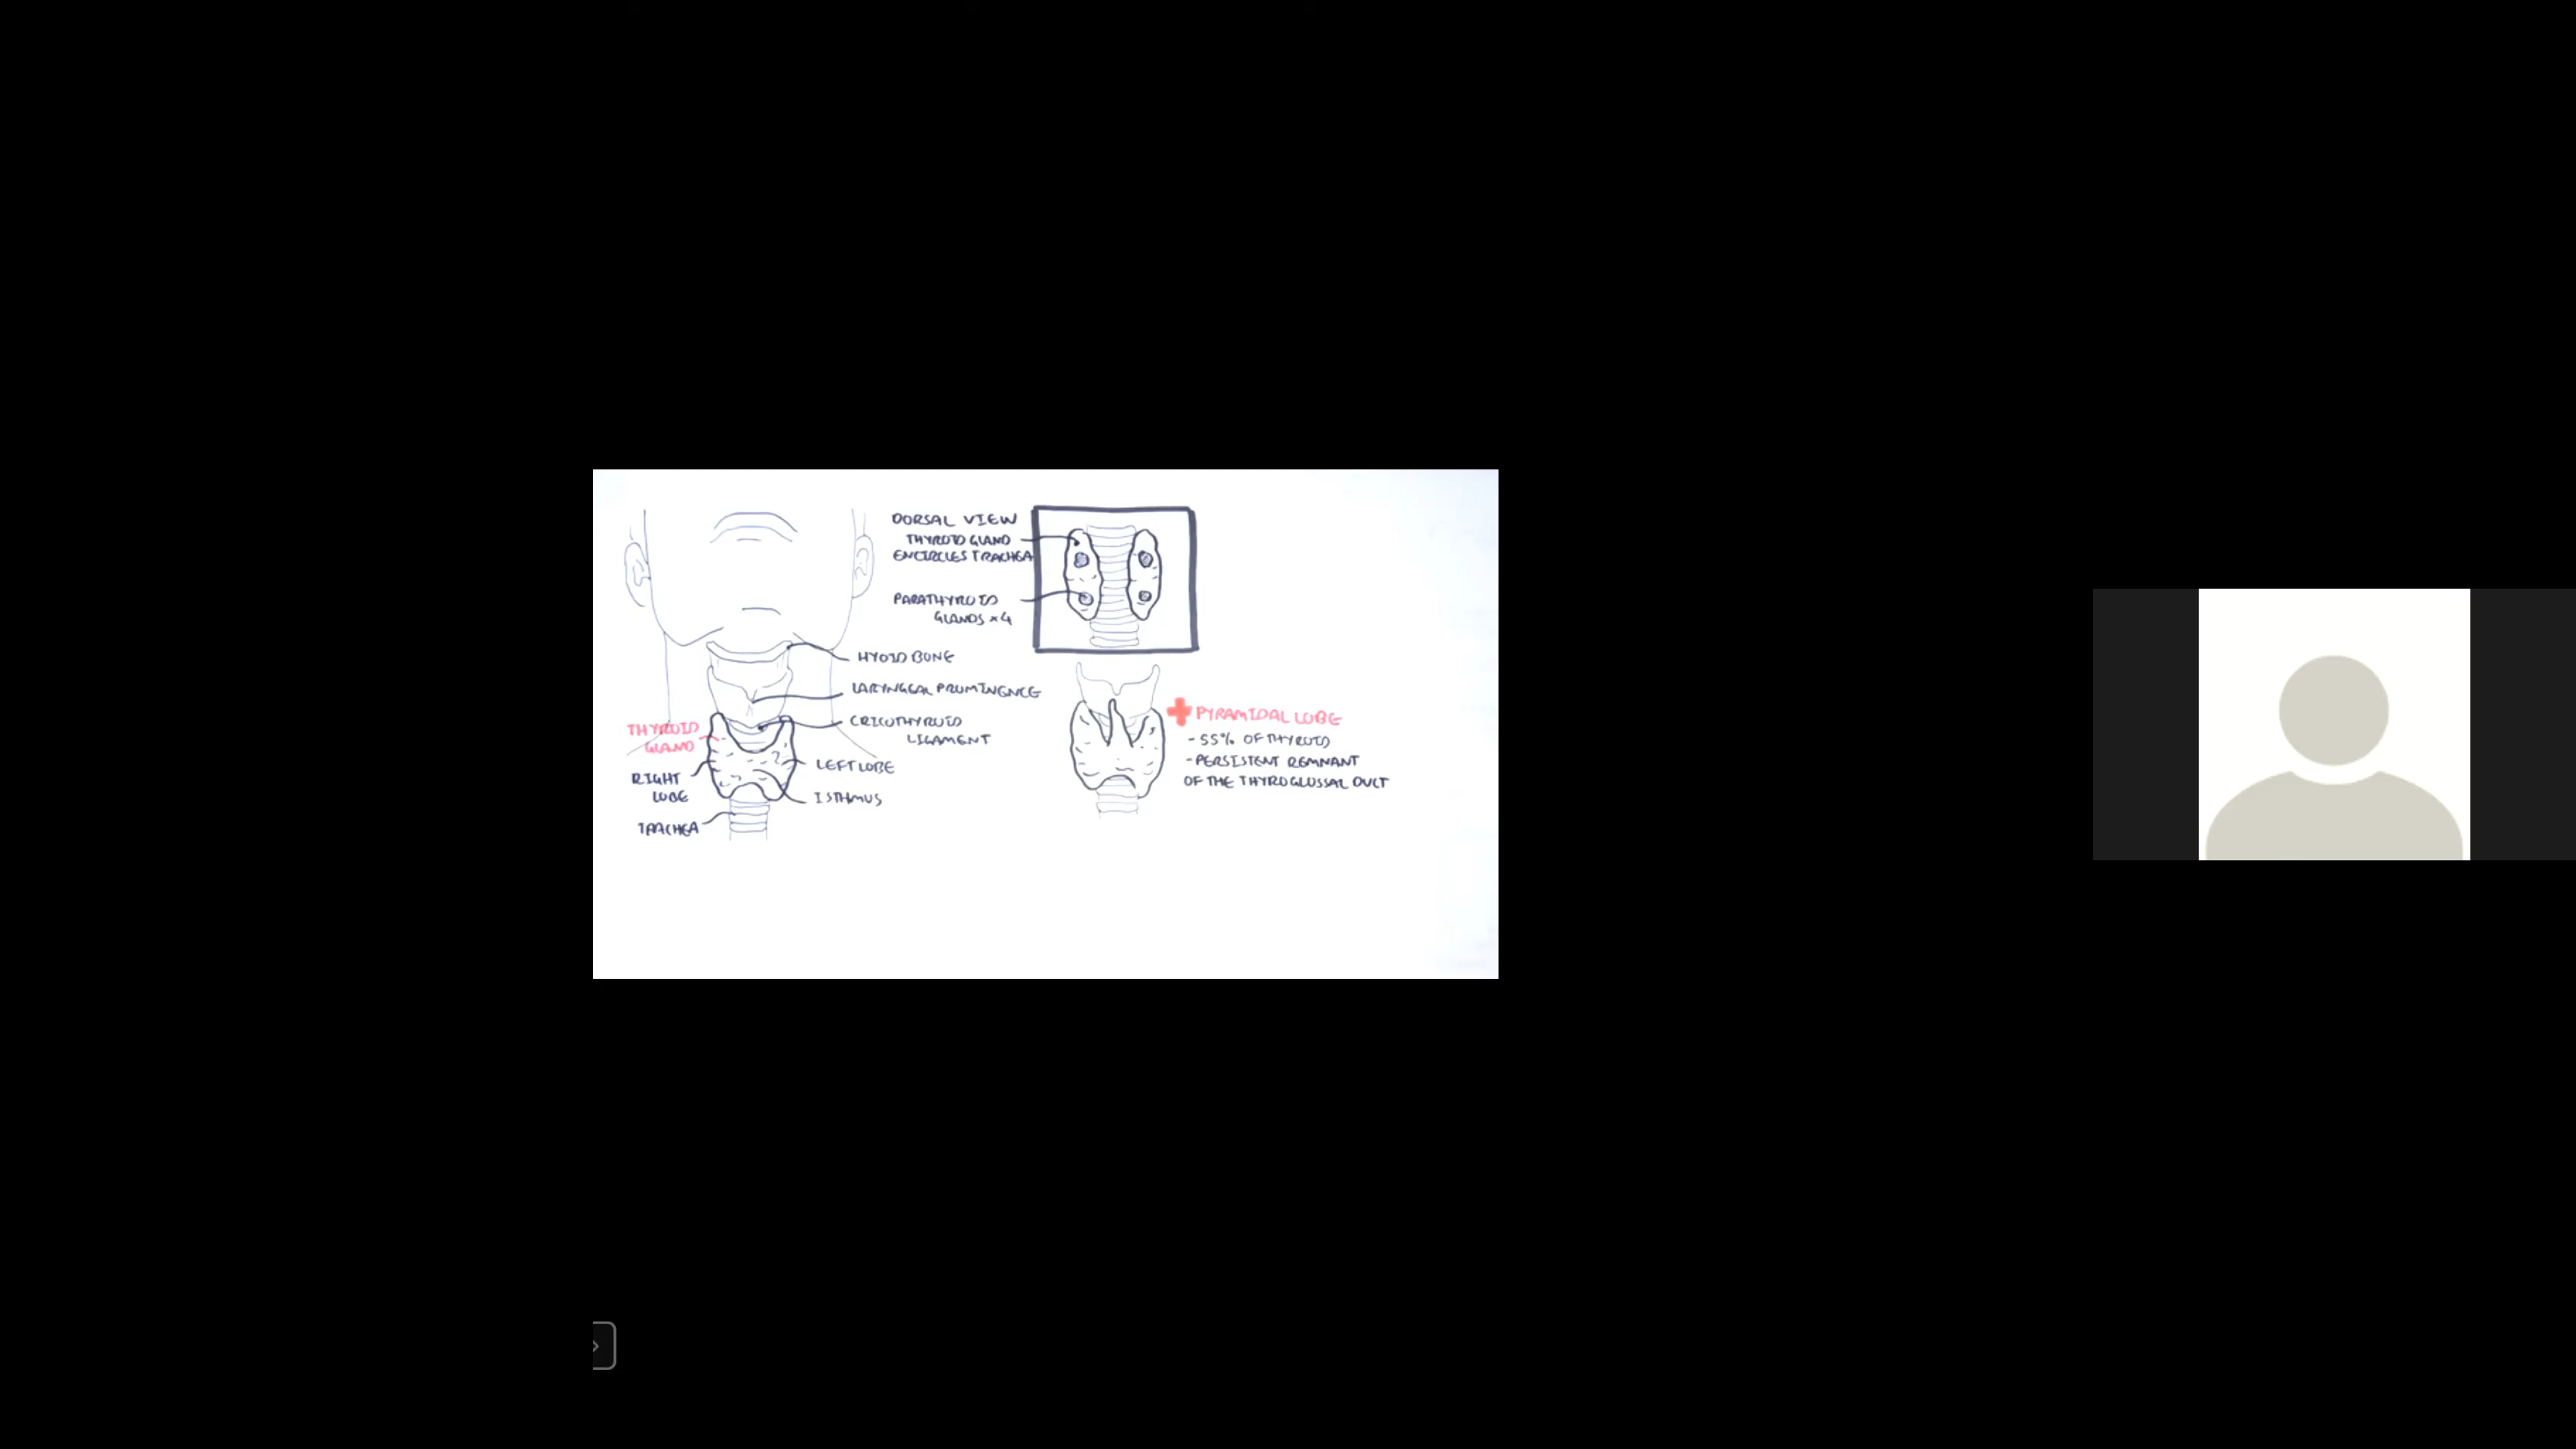 DORSAL VIEW
THYROID GLAND
ENCIRCLES TRACHEA
PARATHYROID
GLANDS x4
HYOID BONE
LARYNGEAL PROMINENCE
CRICOTHYROID
LIGAMENT
THYROID
GLAND
LEFT LOBE
RIGHT
LOBE
ISTHMUS
TRACHEA
PYRAMIDAL LOBE
- 55% OF THYROID
- PERSISTENT REMNANT
OF THE THYROGLOSSAL DUCT